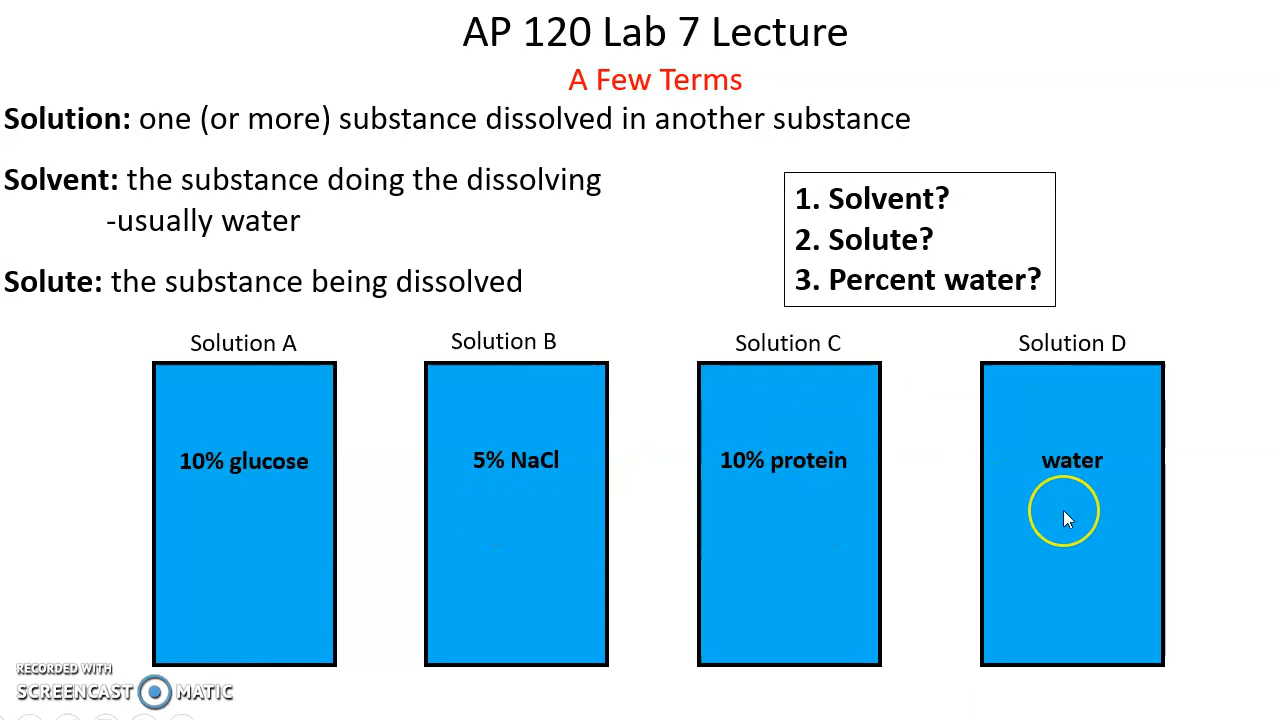 AP 120 Lab 7 Lecture
A Few Terms
Solution: one (or more) substance dissolved in another substance
Solvent: the substance doing the dissolving
-usually water
Solute: the substance being dissolved
1. Solvent?
2. Solute?
3. Percent water?
Solution A
Solution B
Solution C
Solution D
10% glucose
5% NaCl
10% protein
water
RECORDED WITH
SCREENCAST MATIC